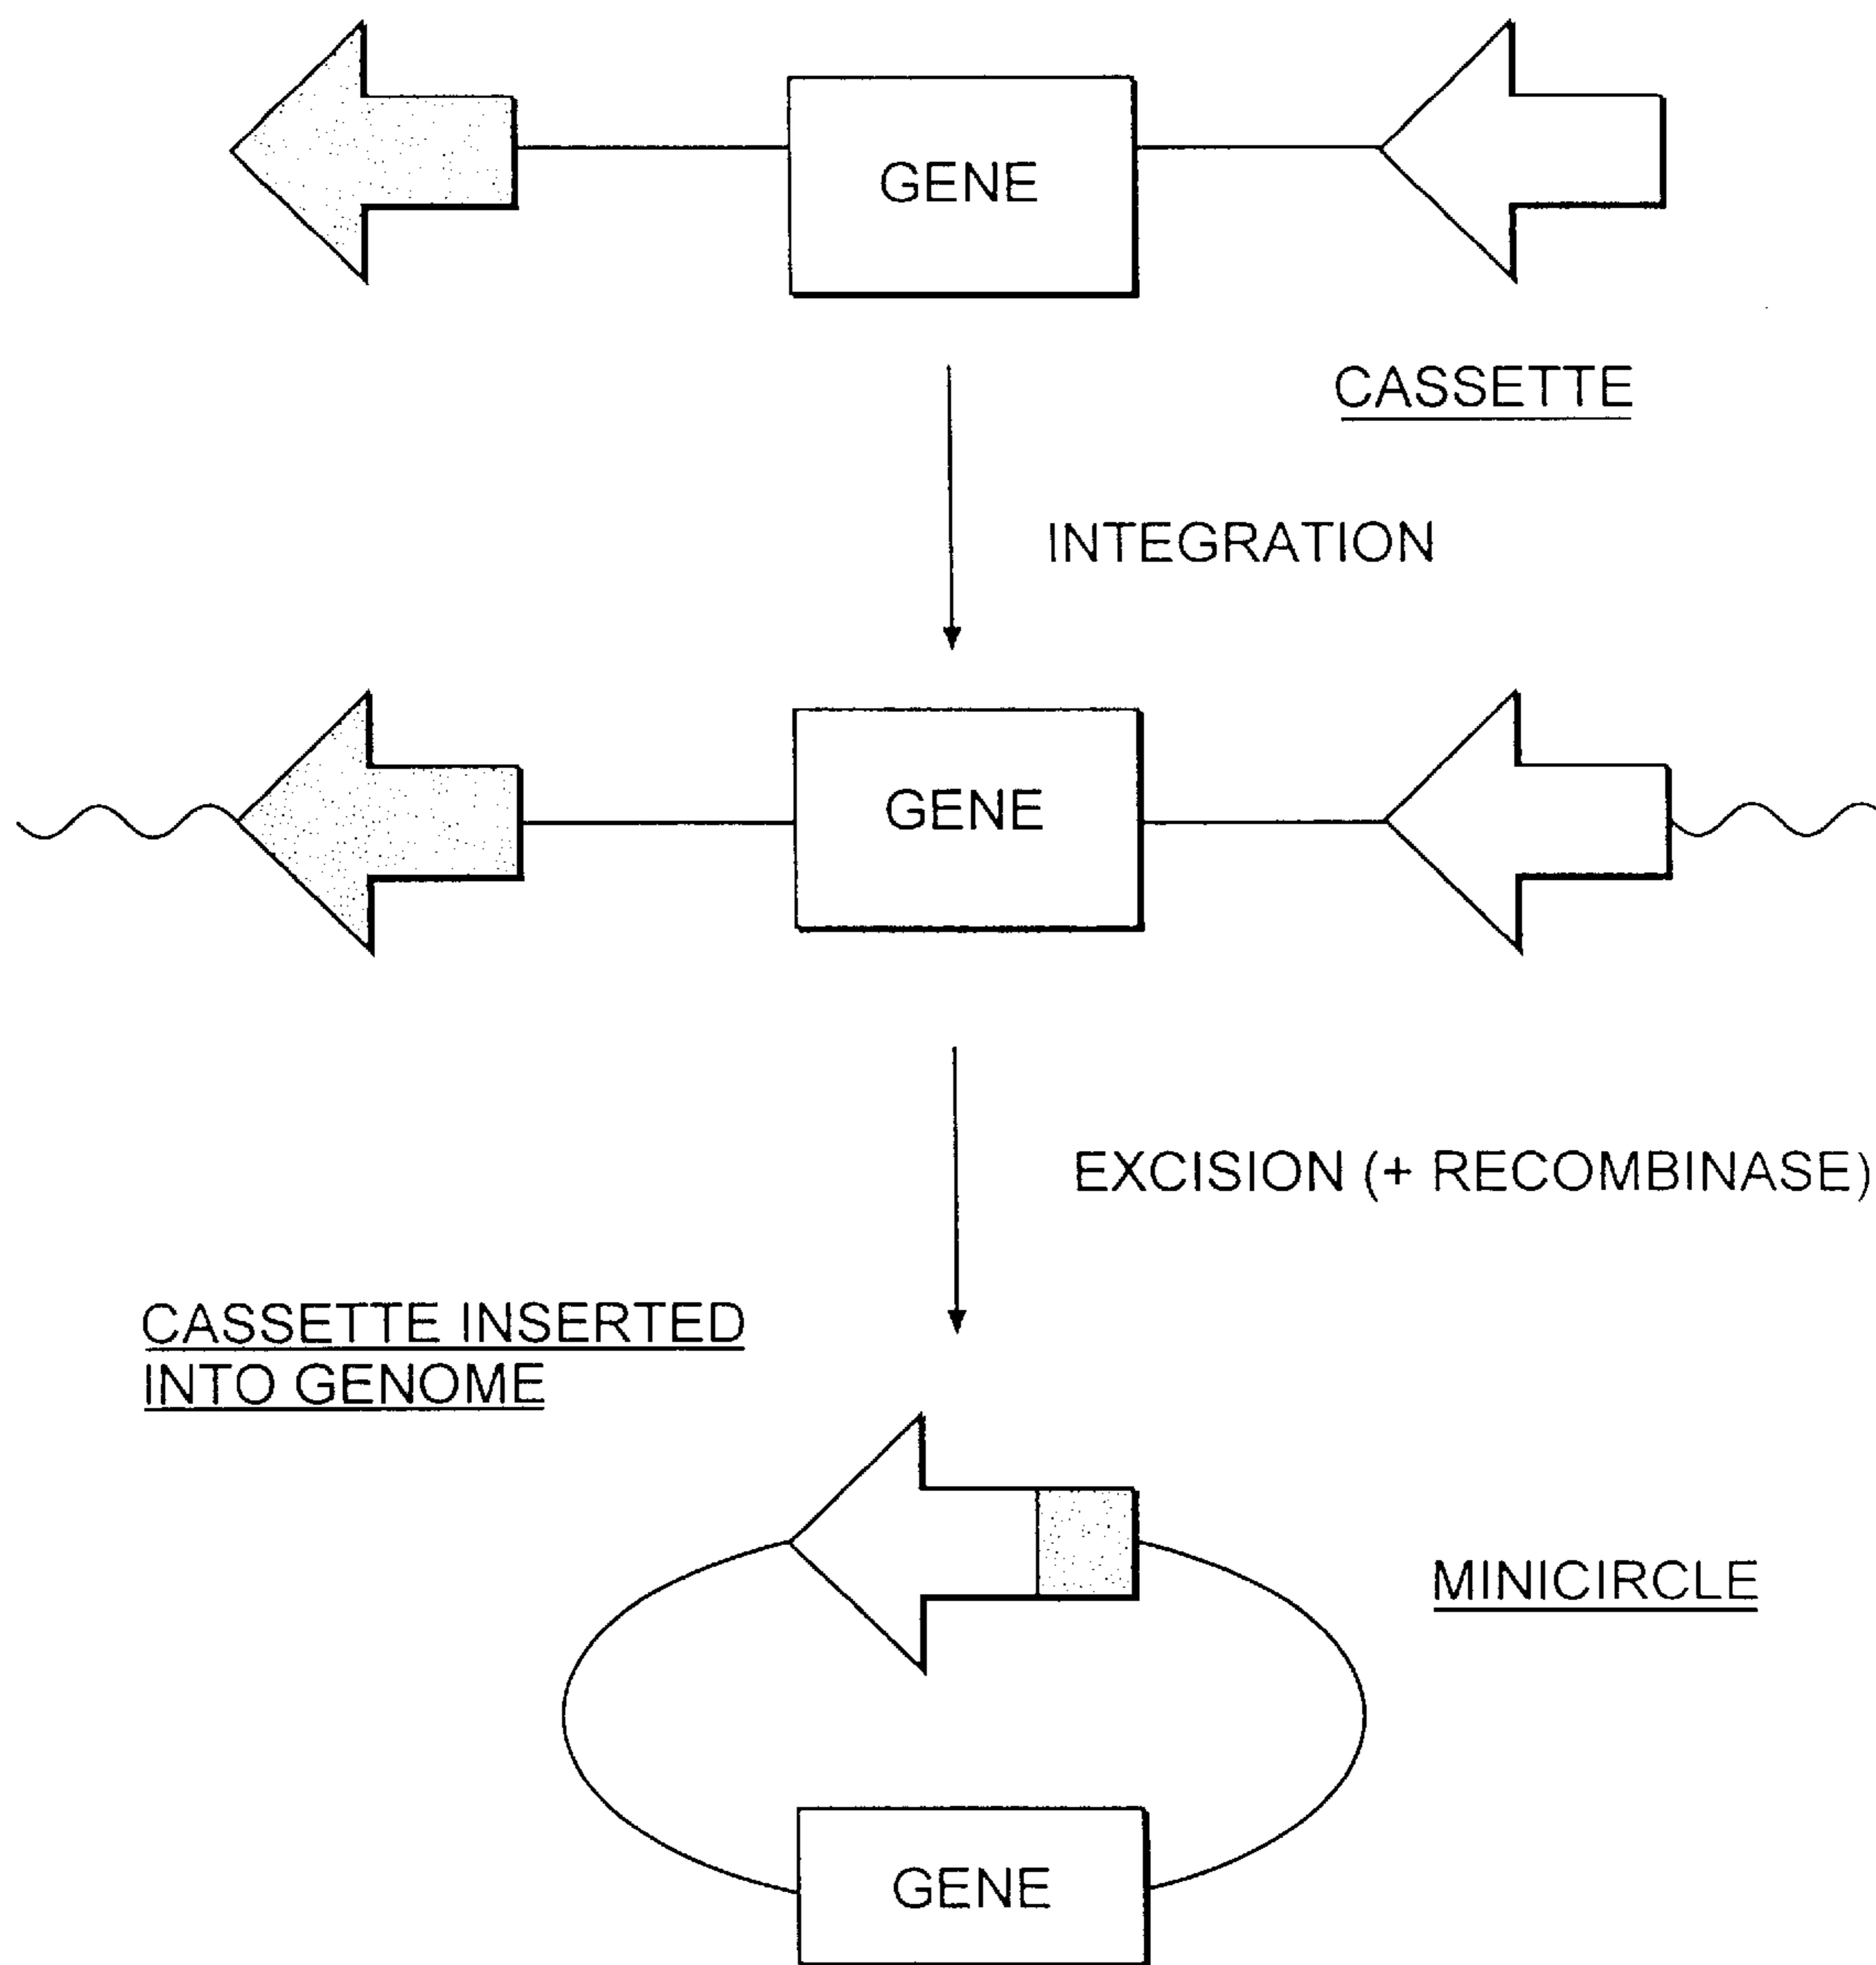 GENE
CASSETTE
INTEGRATION
GENE
EXCISION (+ RECOMBINASE)
CASSETTE INSERTED
INTO GENOME
MINICIRCLE
GENE